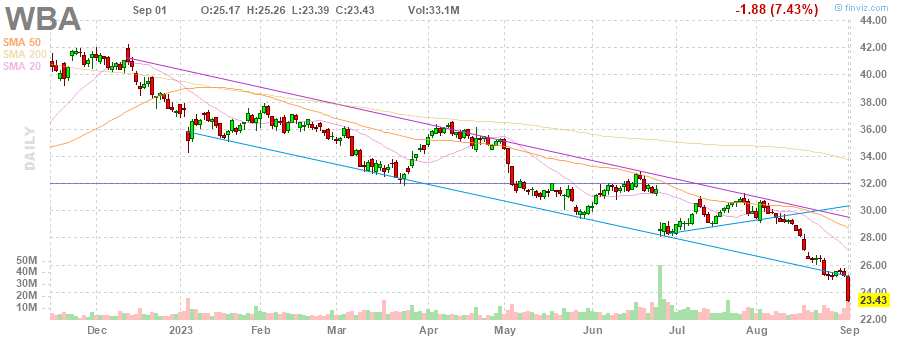 WBA Sep 01 O:25.17 H:25.26 L:23.39 C:23.43 Vol:33.1M -1.88 (7.43%) finviz.com
SMA 50
SMA 200
SMA 20
DAILY
44.00
42.00
40.00
38.00
36.00
34.00
32.00
30.00
28.00
26.00
24.00
23.43
22.00
50M
40M
30M
20M
10M
Dec 2023 Feb Mar Apr May Jun Jul Aug Sep